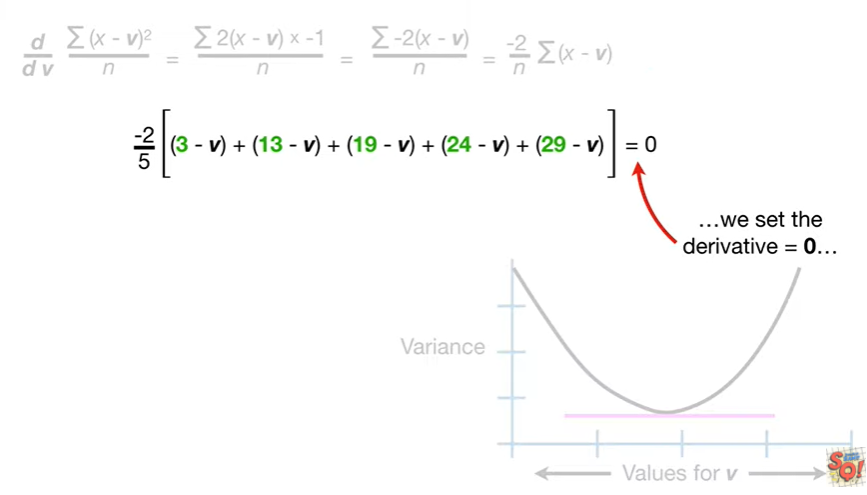 d/dv Σ(x - v)²/n = Σ2(x - v) × -1/n = Σ-2(x - v)/n = -2/n Σ(x - v)
-2/5 [(3 - v) + (13 - v) + (19 - v) + (24 - v) + (29 - v)] = 0
…we set the
derivative = 0…
Variance
Values for v
SQ!